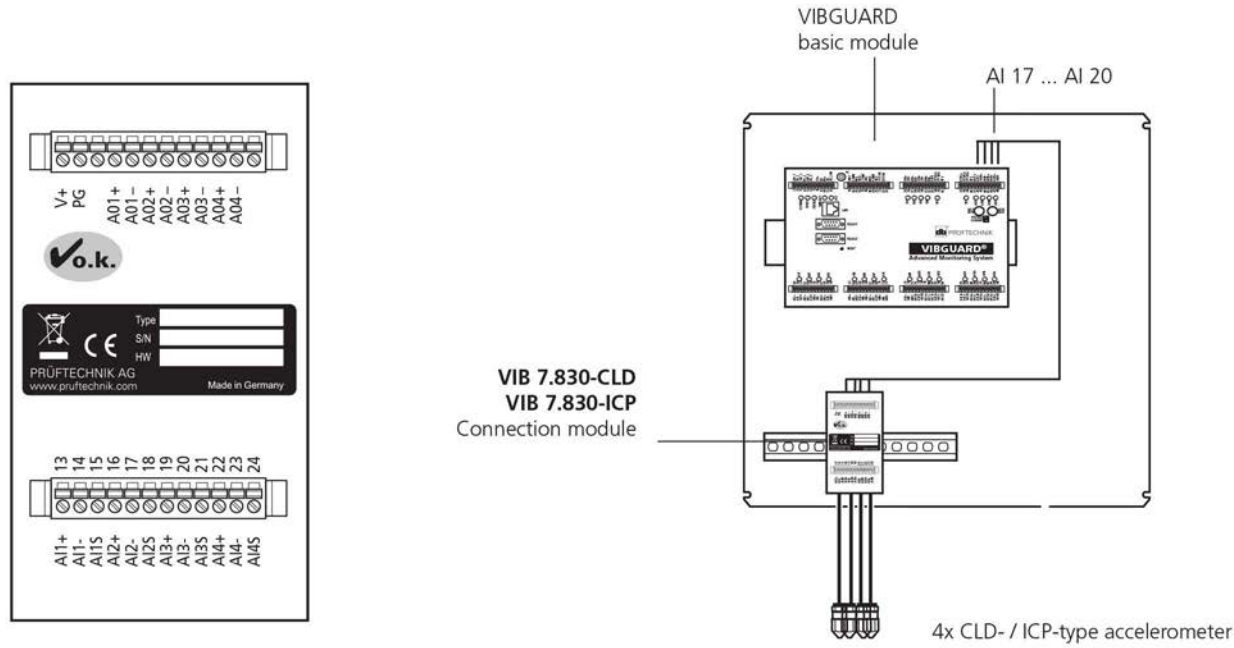 V+
PG
A01+
A01-
A02+
A02-
A03+
A03-
A04+
A04-
o.k.
Type
S/N
HW
PRÜFTECHNIK AG
www.pruftechnik.com
Made in Germany
13
14
15
16
17
18
19
20
21
22
23
24
AI1+
AI1-
AI1S
AI2+
AI2-
AI2S
AI3+
AI3-
AI3S
AI4+
AI4-
AI4S
VIBGUARD
basic module
AI 17 ... AI 20
PRÜFTECHNIK
VIBGUARD®
Advanced Monitoring System
VIB 7.830-CLD
VIB 7.830-ICP
Connection module
4x CLD- / ICP-type accelerometer